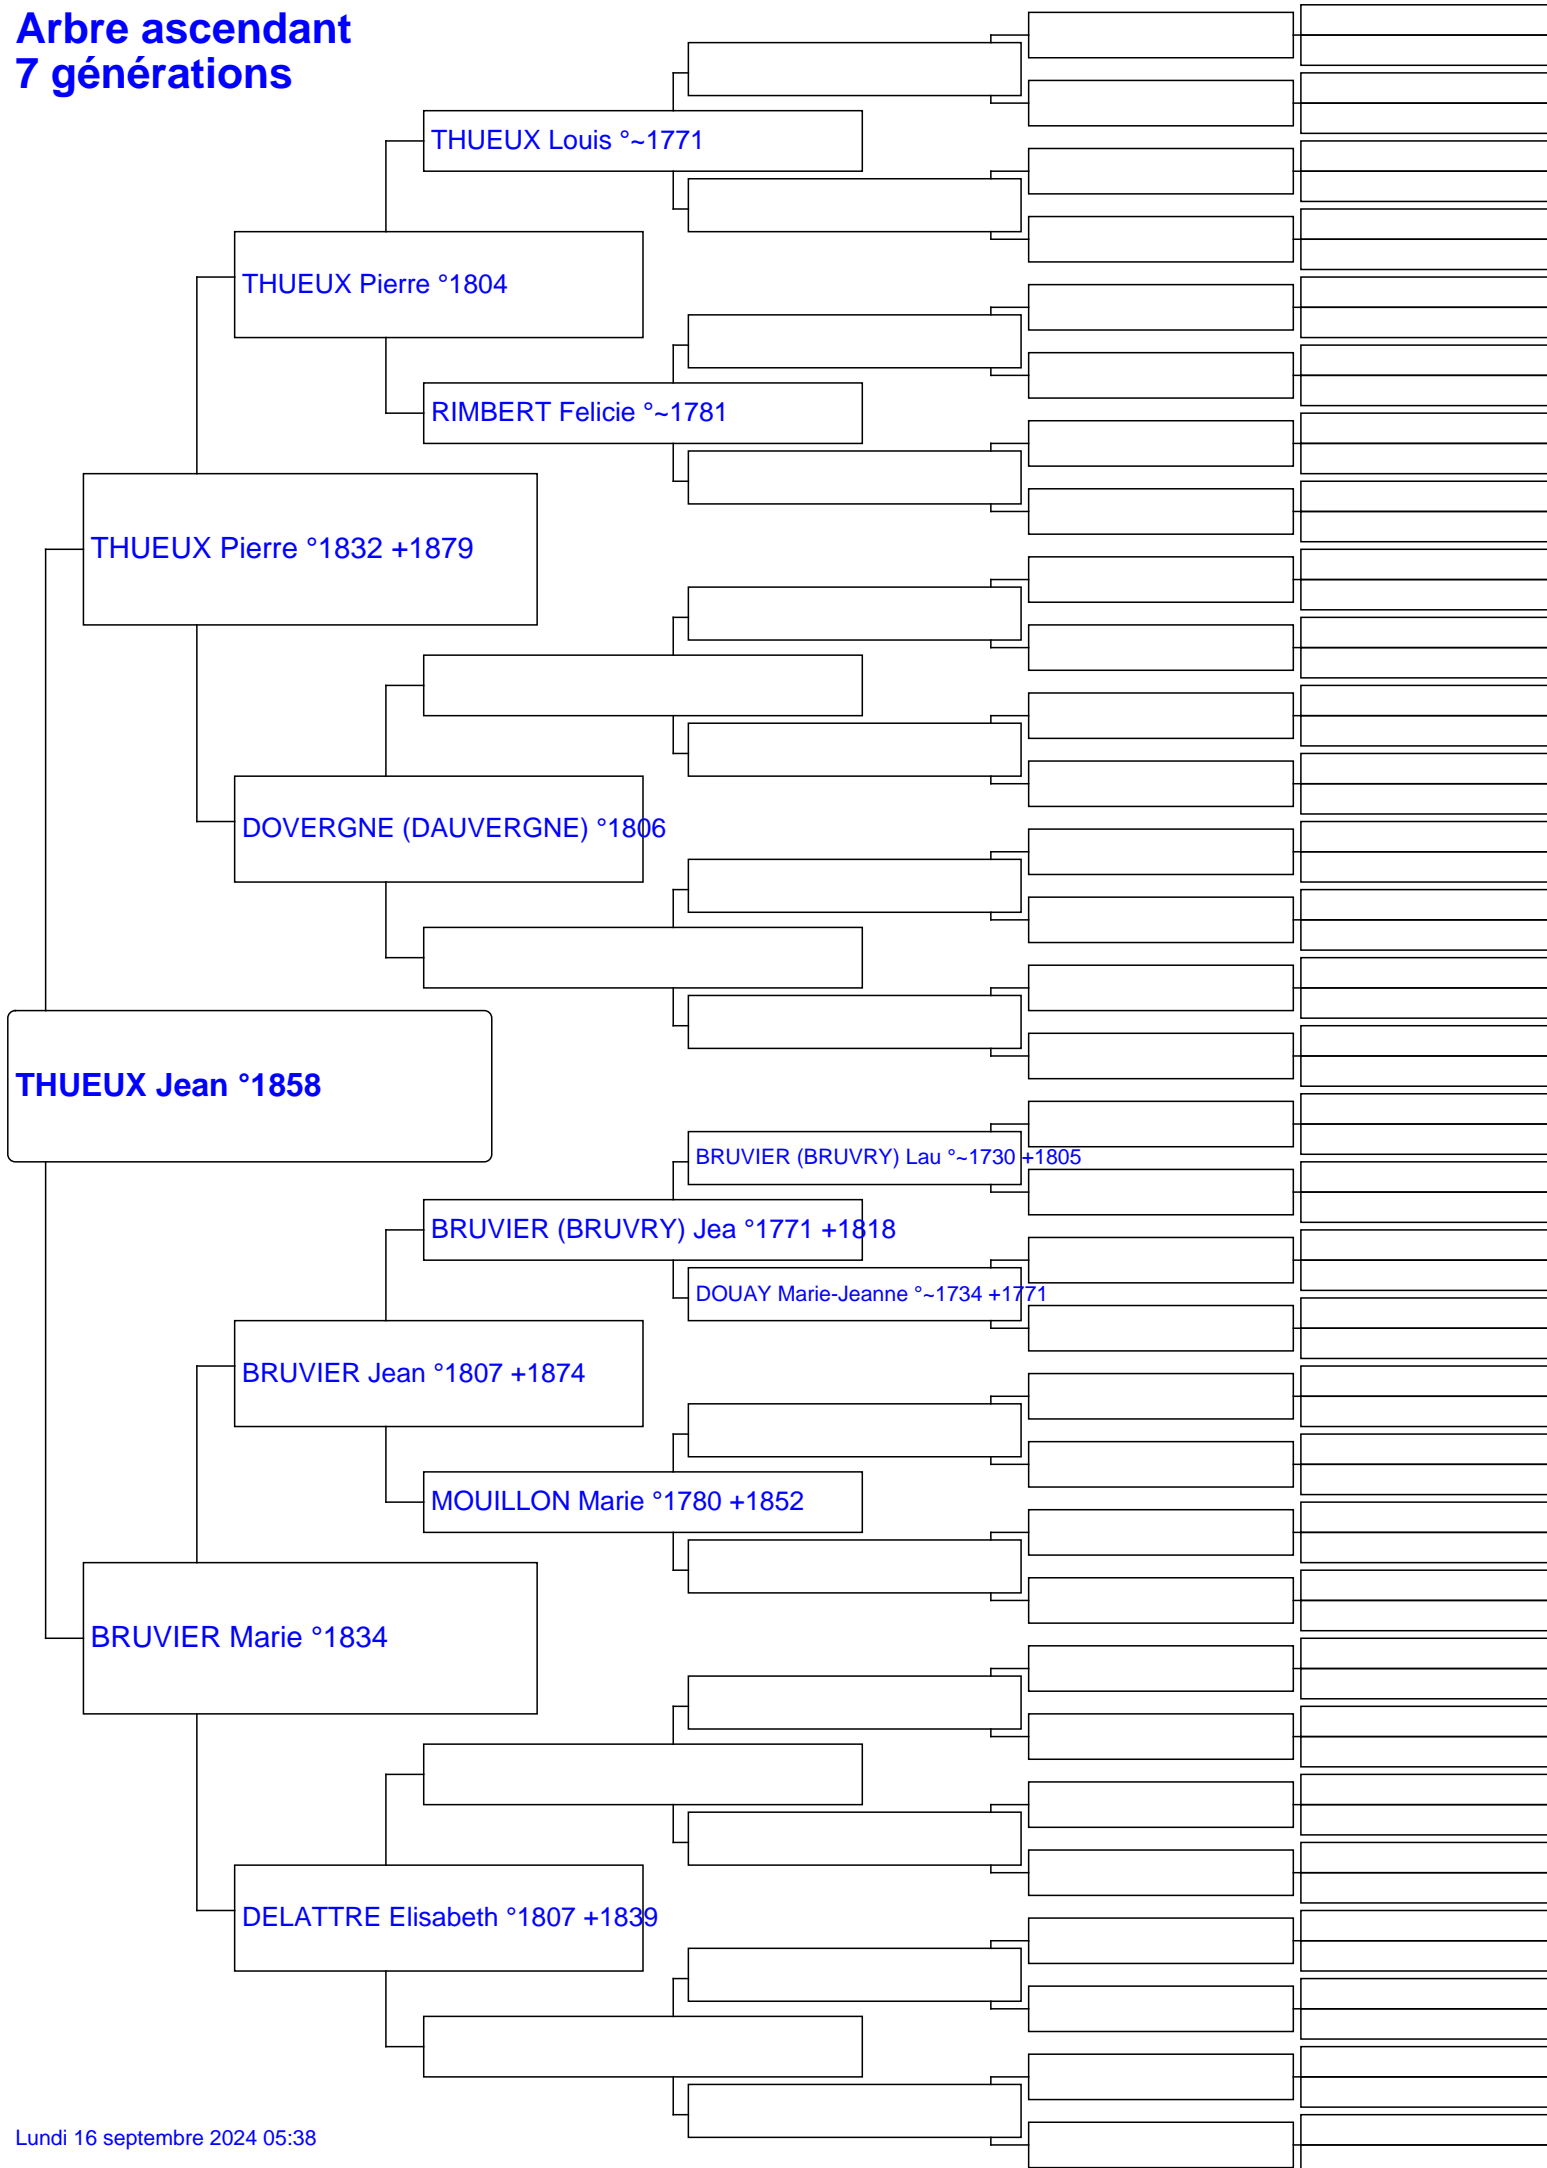 Arbre ascendant
7 générations
THUEUX Louis °~1771
THUEUX Pierre °1804
RIMBERT Felicie °~1781
THUEUX Pierre °1832 +1879
DOVERGNE (DAUVERGNE) °1806
THUEUX Jean °1858
BRUVIER (BRUVRY) Lau °~1730 +1805
BRUVIER (BRUVRY) Jea °1771 +1818
DOUAY Marie-Jeanne °~1734 +1771
BRUVIER Jean °1807 +1874
MOUILLON Marie °1780 +1852
BRUVIER Marie °1834
DELATTRE Elisabeth °1807 +1839
Lundi 16 septembre 2024 05:38